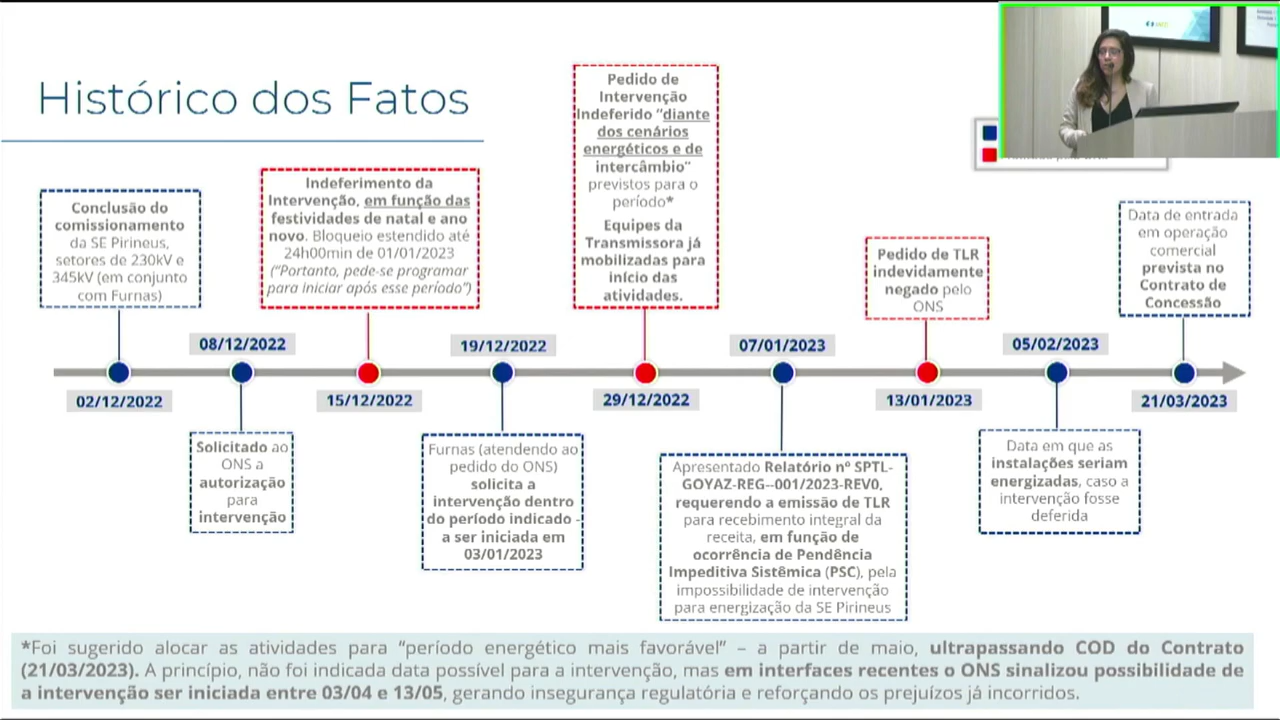 Histórico dos Fatos
Conclusão do
comissionamento
da SE Pirineus,
setores de 230kV e
345kV (em conjunto
com Furnas)
02/12/2022
08/12/2022
Solicitado ao
ONS a
autorização
para
intervenção
Indeferimento da
Intervenção, em função das
festividades de natal e ano
novo. Bloqueio estendido até
24h00min de 01/01/2023
(“Portanto, pede-se programar
para iniciar após esse período”)
15/12/2022
19/12/2022
Furnas (atendendo ao
pedido do ONS)
solicita a
intervenção dentro
do período indicado -
a ser iniciada em
03/01/2023
Pedido de
Intervenção
Indeferido “diante
dos cenários
energéticos e de
intercâmbio”
previstos para o
período*
Equipes da
Transmissora já
mobilizadas para
início das
atividades.
29/12/2022
07/01/2023
Apresentado Relatório nº SPTL-
GOYAZ-REG--001/2023-REV0,
requerendo a emissão de TLR
para recebimento integral da
receita, em função de
ocorrência de Pendência
Impeditiva Sistêmica (PSC), pela
impossibilidade de intervenção
para energização da SE Pirineus
Pedido de TLR
indevidamente
negado pelo
ONS
13/01/2023
05/02/2023
Data em que as
instalações seriam
energizadas, caso a
intervenção fosse
deferida
Data de entrada
em operação
comercial
prevista no
Contrato de
Concessão
21/03/2023
*Foi sugerido alocar as atividades para “período energético mais favorável” – a partir de maio, ultrapassando COD do Contrato
(21/03/2023). A princípio, não foi indicada data possível para a intervenção, mas em interfaces recentes o ONS sinalizou possibilidade de
a intervenção ser iniciada entre 03/04 e 13/05, gerando insegurança regulatória e reforçando os prejuízos já incorridos.